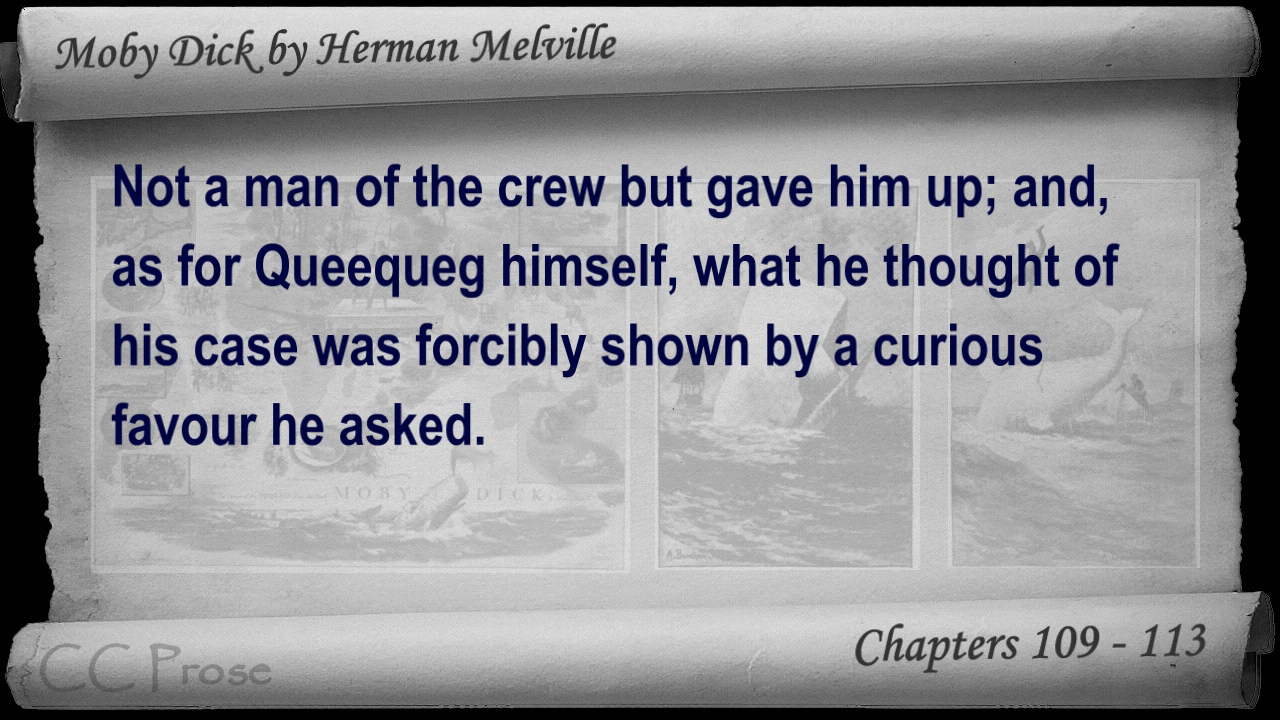 Moby Dick by Herman Melville
Not a man of the crew but gave him up; and,
as for Queequeg himself, what he thought of
his case was forcibly shown by a curious
favour he asked.
MOBY DICK
Chapters 109 - 113
CC Prose